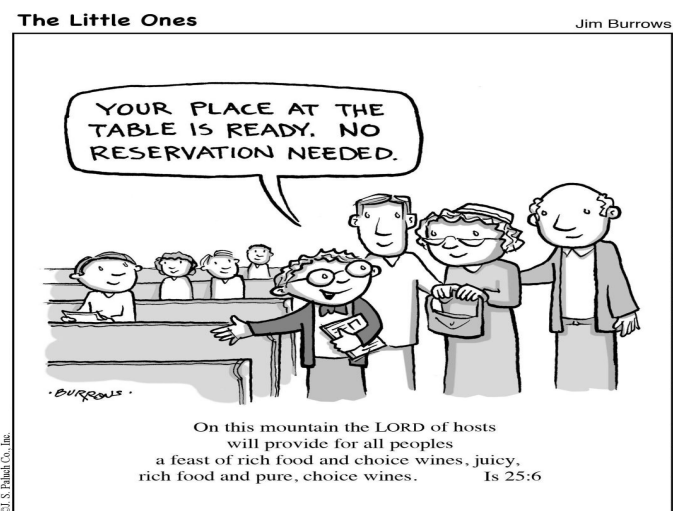 The Little Ones
Jim Burrows
YOUR PLACE AT THE
TABLE IS READY. NO
RESERVATION NEEDED.
·BURROWS·
On this mountain the LORD of hosts
will provide for all peoples
a feast of rich food and choice wines, juicy,
rich food and pure, choice wines. Is 25:6
©J. S. Paluch Co., Inc.